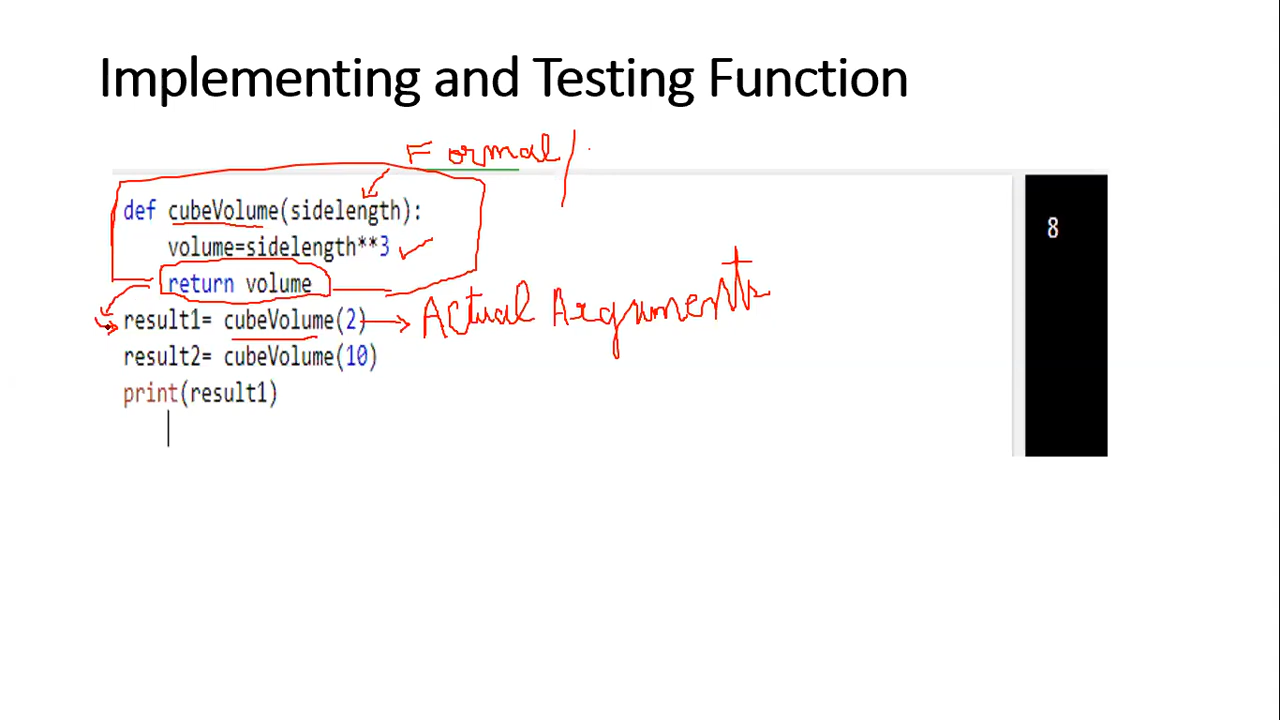 Implementing and Testing Function
Formal/
def cubeVolume(sidelength):
volume=sidelength**3
return volume
result1= cubeVolume(2)
Actual Arguments
result2= cubeVolume(10)
print(result1)
8